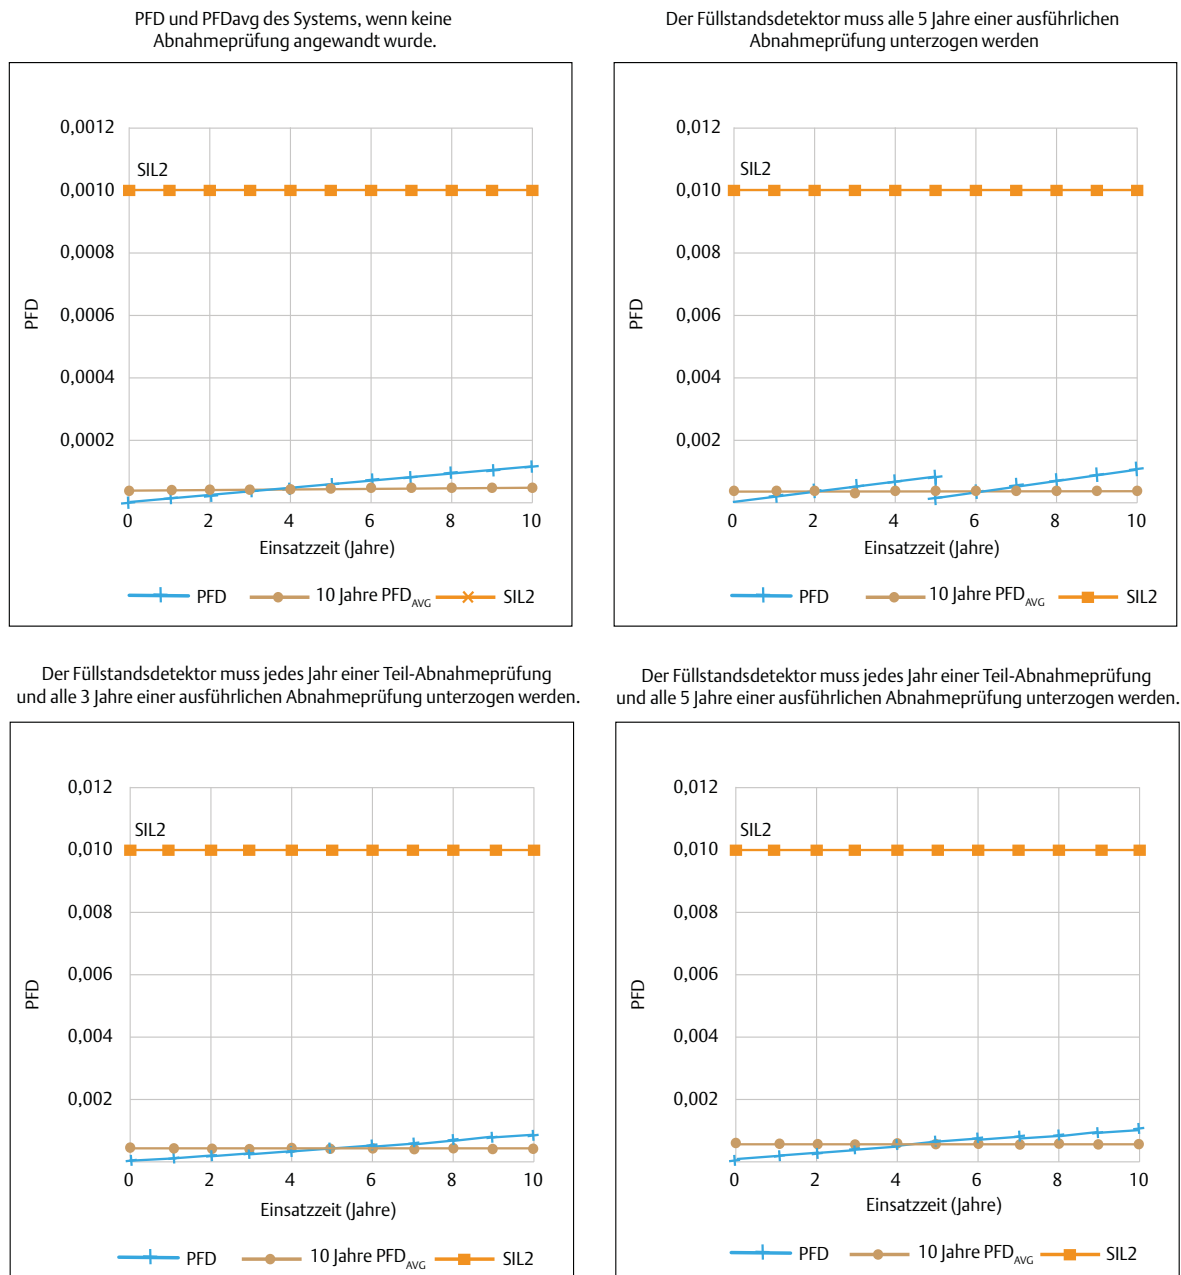 PFD und PFDavg des Systems, wenn keine
Abnahmeprüfung angewandt wurde.
0,0012
SIL2
0,0010
0,0008
0,0006
0,0004
0,0002
PFD
0 2 4 6 8 10
Einsatzzeit (Jahre)
PFD 10 Jahre PFDAVG SIL2
Der Füllstandsdetektor muss alle 5 Jahre einer ausführlichen
Abnahmeprüfung unterzogen werden
0,012
SIL2
0,010
0,008
0,006
0,004
0,002
PFD
0 2 4 6 8 10
Einsatzzeit (Jahre)
PFD 10 Jahre PFDAVG SIL2
Der Füllstandsdetektor muss jedes Jahr einer Teil-Abnahmeprüfung
und alle 3 Jahre einer ausführlichen Abnahmeprüfung unterzogen werden.
0,012
SIL2
0,010
0,008
0,006
0,004
0,002
PFD
0 2 4 6 8 10
Einsatzzeit (Jahre)
PFD 10 Jahre PFDAVG SIL2
Der Füllstandsdetektor muss jedes Jahr einer Teil-Abnahmeprüfung
und alle 5 Jahre einer ausführlichen Abnahmeprüfung unterzogen werden.
0,012
SIL2
0,010
0,008
0,006
0,004
0,002
PFD
0 2 4 6 8 10
Einsatzzeit (Jahre)
PFD 10 Jahre PFDAVG SIL2